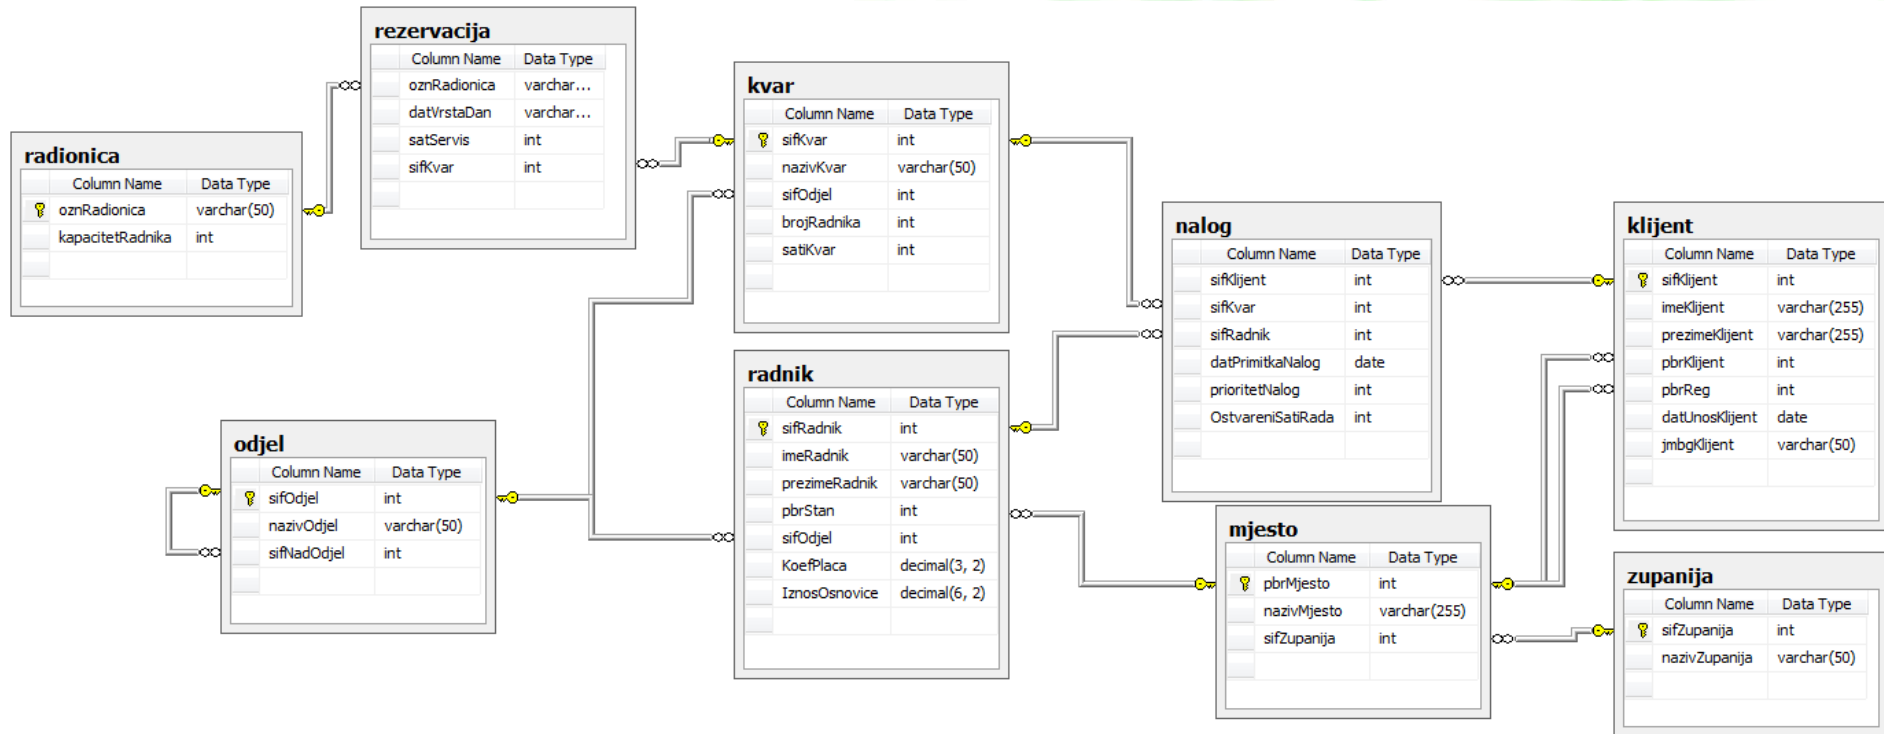 rezervacija
Column Name Data Type
oznRadionica varchar...
datVrstaDan varchar...
satServis int
sifKvar int
radionica
Column Name Data Type
oznRadionica varchar(50)
kapacitetRadnika int
kvar
Column Name Data Type
sifKvar int
nazivKvar varchar(50)
sifOdjel int
brojRadnika int
satiKvar int
nalog
Column Name Data Type
sifKlijent int
sifKvar int
sifRadnik int
datPrimitkaNalog date
prioritetNalog int
OstvareniSatiRada int
klijent
Column Name Data Type
sifKlijent int
imeKlijent varchar(255)
prezimeKlijent varchar(255)
pbrKlijent int
pbrReg int
datUnosKlijent date
jmbgKlijent varchar(50)
radnik
Column Name Data Type
sifRadnik int
imeRadnik varchar(50)
prezimeRadnik varchar(50)
pbrStan int
sifOdjel int
KoefPlaca decimal(3, 2)
IznosOsnovice decimal(6, 2)
odjel
Column Name Data Type
sifOdjel int
nazivOdjel varchar(50)
sifNadOdjel int
mjesto
Column Name Data Type
pbrMjesto int
nazivMjesto varchar(255)
sifZupanija int
zupanija
Column Name Data Type
sifZupanija int
nazivZupanija varchar(50)